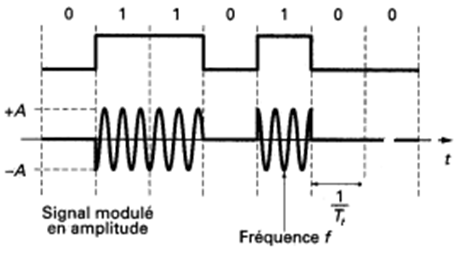 0 1 1 0 1 0 0
+A
−A
t
Signal modulé
en amplitude
Fréquence f
1
Tr